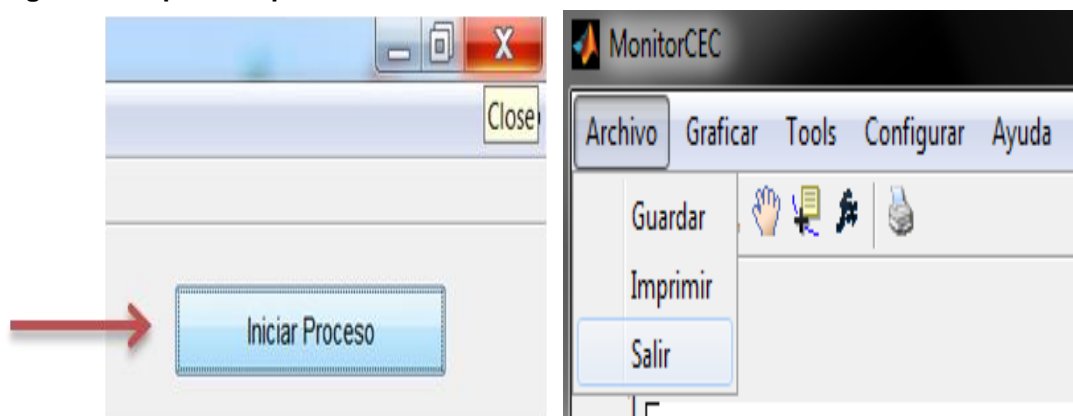 Close
Iniciar Proceso
MonitorCEC
Archivo Graficar Tools Configurar Ayuda
Guardar
Imprimir
Salir